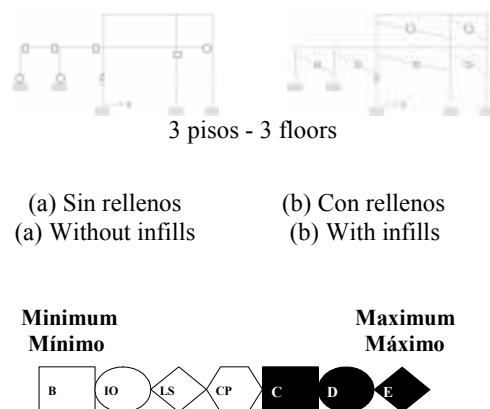 3 pisos - 3 floors
(a) Sin rellenos (b) Con rellenos
(a) Without infills (b) With infills
Minimum Maximum
Mínimo Máximo
B IO LS CP C D E